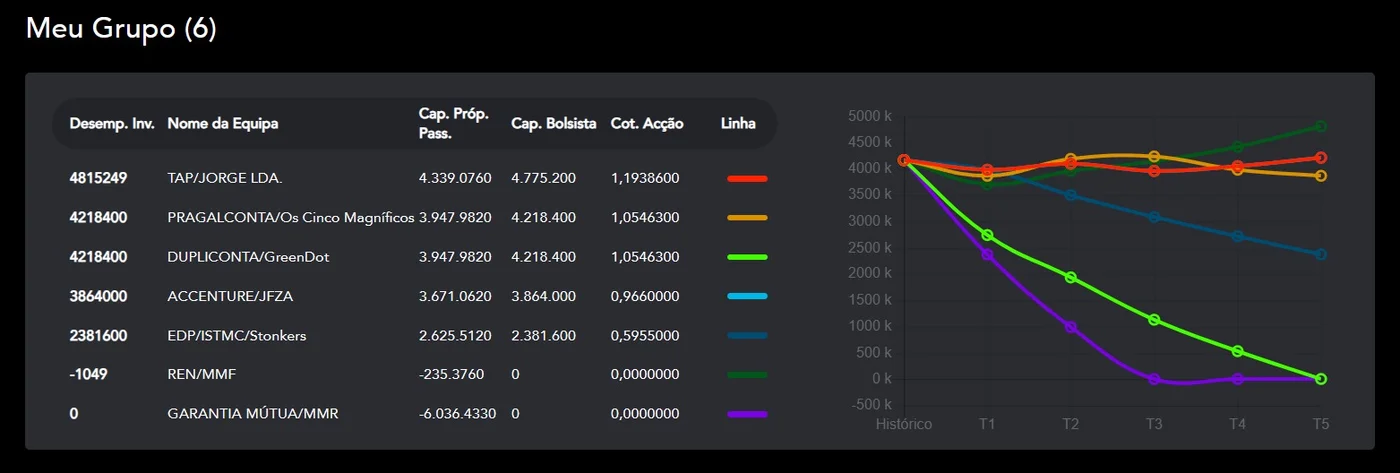 Meu Grupo (6)
Desemp. Inv. Nome da Equipa Cap. Próp. Pass. Cap. Bolsista Cot. Acção Linha
4815249 TAP/JORGE LDA. 4.339.0760 4.775.200 1,1938600
4218400 PRAGALCONTA/Os Cinco Magníficos 3.947.9820 4.218.400 1,0546300
4218400 DUPLICONTA/GreenDot 3.947.9820 4.218.400 1,0546300
3864000 ACCENTURE/JFZA 3.671.0620 3.864.000 0,9660000
2381600 EDP/ISTMC/Stonkers 2.625.5120 2.381.600 0,5955000
-1049 REN/MMF -235.3760 0 0,0000000
0 GARANTIA MÚTUA/MMR -6.036.4330 0 0,0000000
5000 k
4500 k
4000 k
3500 k
3000 k
2500 k
2000 k
1500 k
1000 k
500 k
0 k
-500 k
Histórico T1 T2 T3 T4 T5